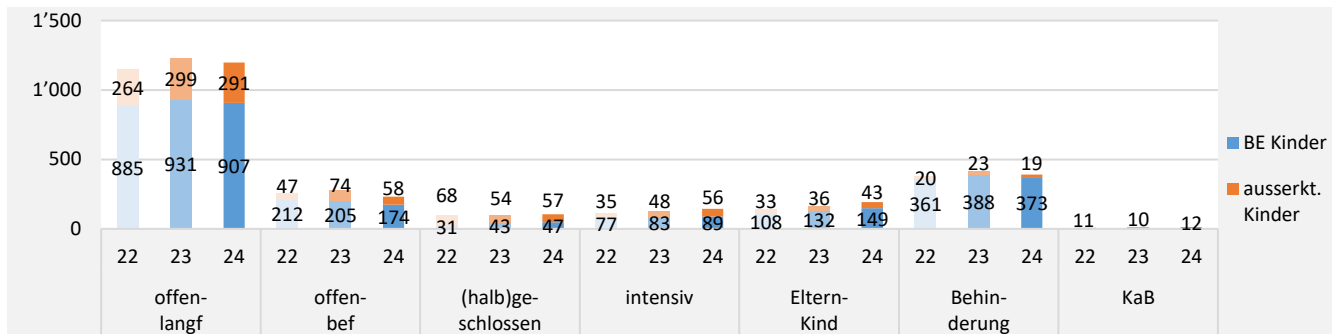 1'500
1'000
500
0
264 299 291
885 931 907
47 74 58
212 205 174
68 54 57
31 43 47
35 48 56
77 83 89
33 36 43
108 132 149
20 23 19
361 388 373
11 10 12
22 23 24 22 23 24 22 23 24 22 23 24 22 23 24 22 23 24 22 23 24
offen-
langf
offen-
bef
(halb)ge-
schlossen
intensiv
Eltern-
Kind
Behin-
derung
KaB
BE Kinder
ausserkt.
Kinder